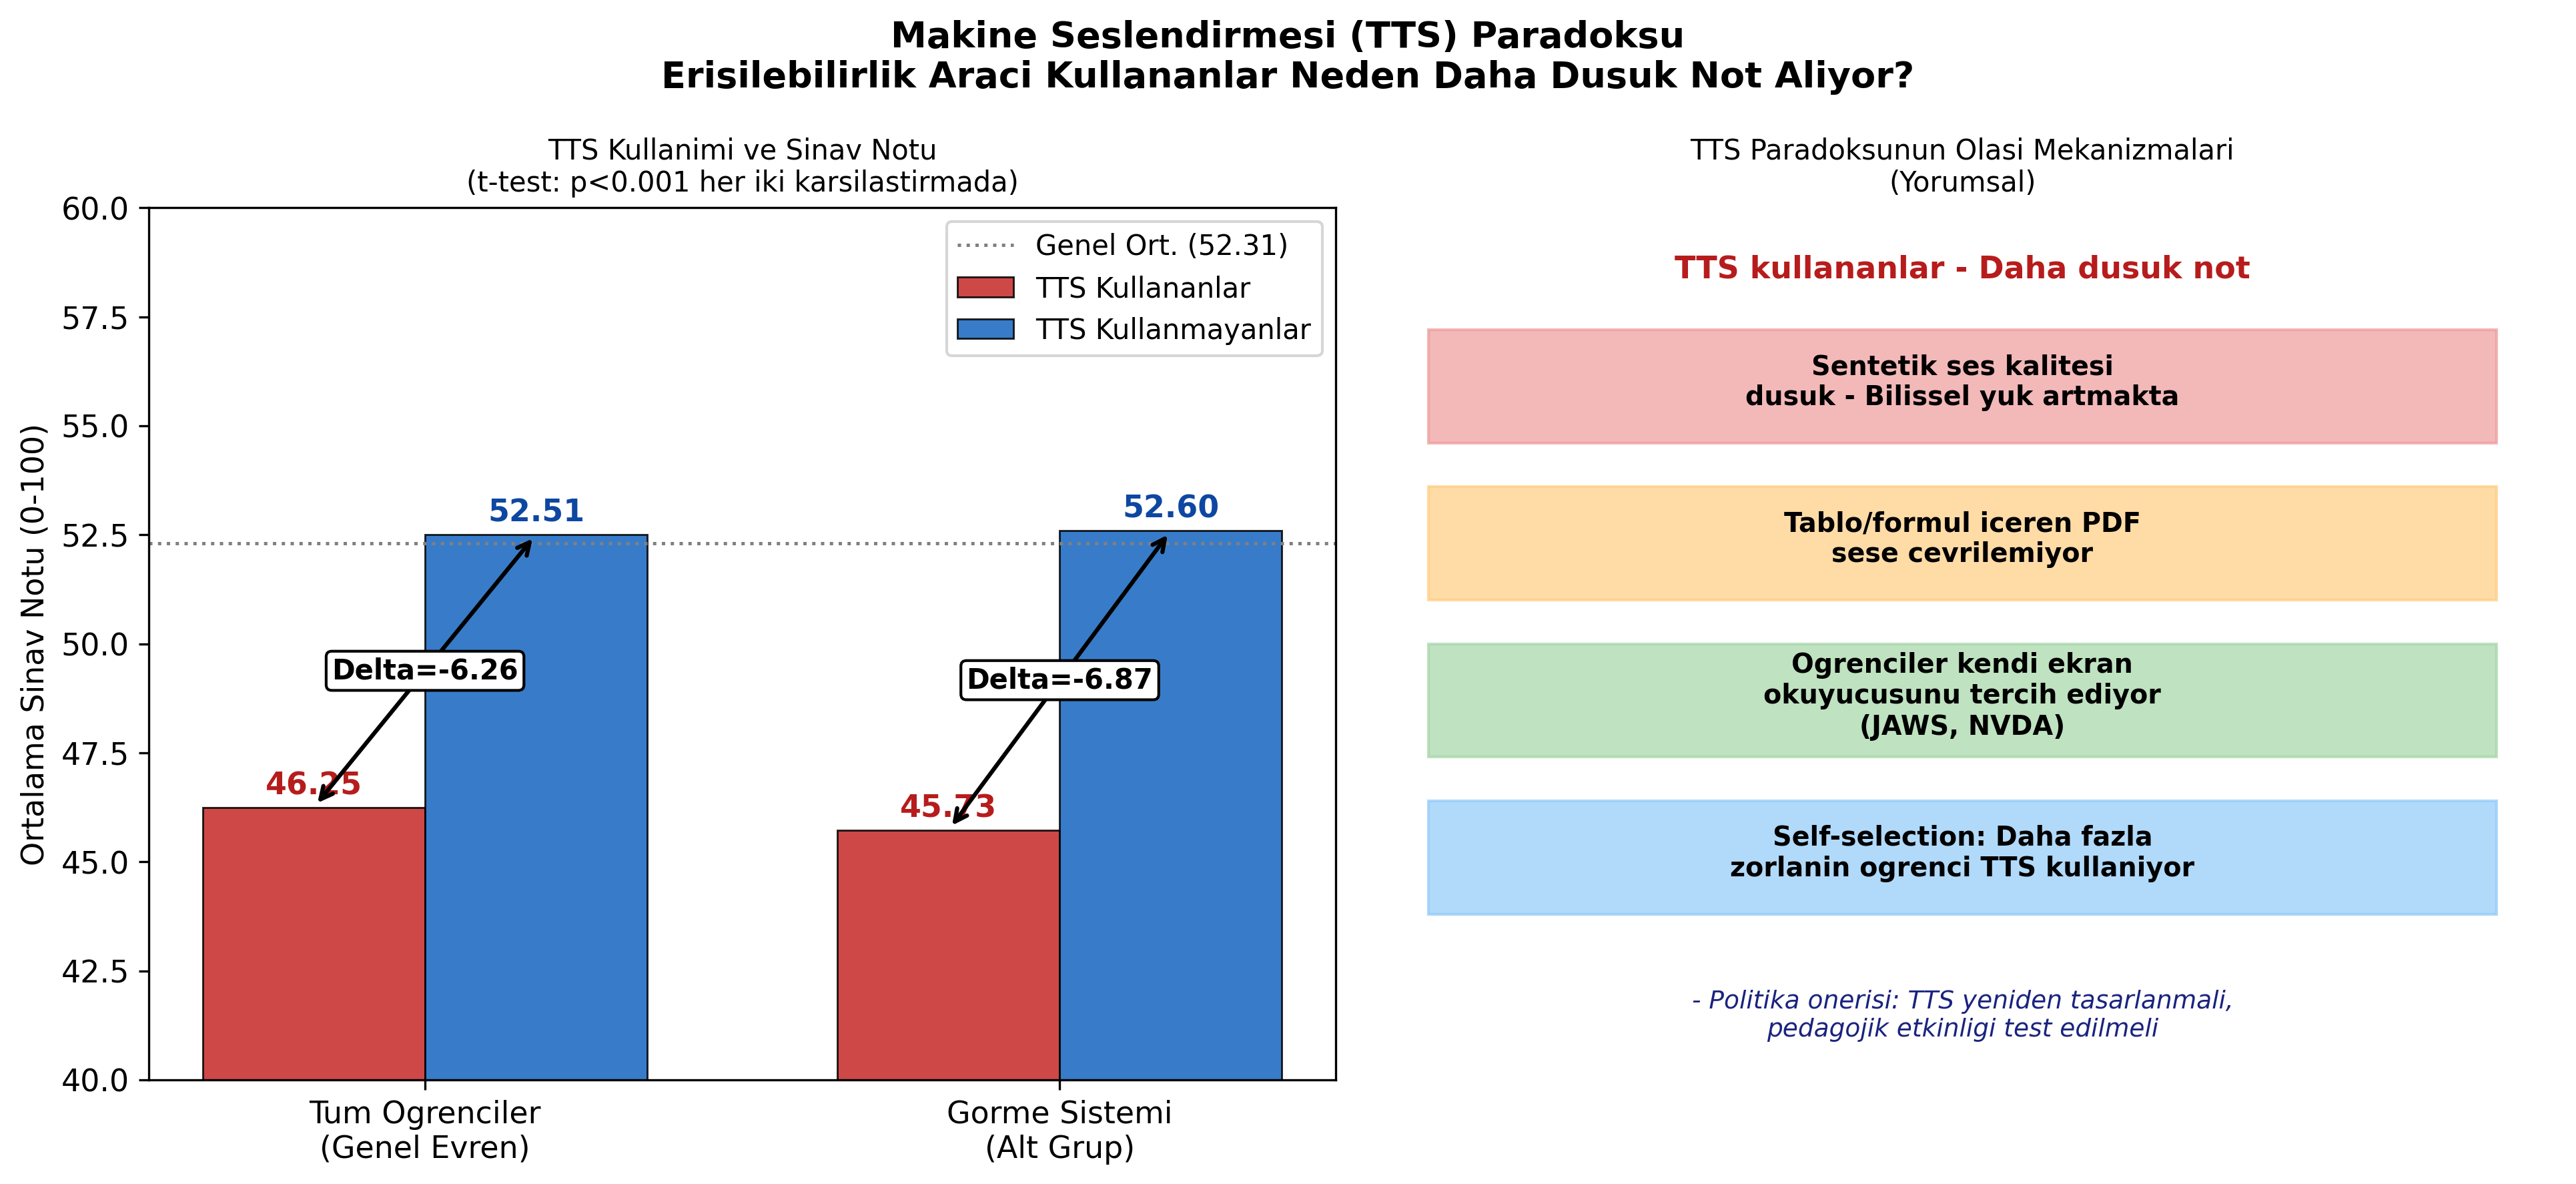 Makine Seslendirmesi (TTS) Paradoksu
Erisilebilirlik Araci Kullananlar Neden Daha Dusuk Not Aliyor?
TTS Kullanimi ve Sinav Notu
(t-test: p<0.001 her iki karsilastirmada)
60.0
57.5
55.0
52.5
50.0
47.5
45.0
42.5
40.0
Ortalama Sinav Notu (0-100)
Genel Ort. (52.31)
TTS Kullananlar
TTS Kullanmayanlar
52.51
52.60
Delta=-6.26
Delta=-6.87
46.25
45.73
Tum Ogrenciler
(Genel Evren)
Gorme Sistemi
(Alt Grup)
TTS Paradoksunun Olasi Mekanizmalari
(Yorumsal)
TTS kullananlar - Daha dusuk not
Sentetik ses kalitesi
dusuk - Bilissel yuk artmakta
Tablo/formul iceren PDF
sese cevrilemiyor
Ogrenciler kendi ekran
okuyucusunu tercih ediyor
(JAWS, NVDA)
Self-selection: Daha fazla
zorlanin ogrenci TTS kullaniyor
- Politika onerisi: TTS yeniden tasarlanmali,
pedagojik etkinligi test edilmeli